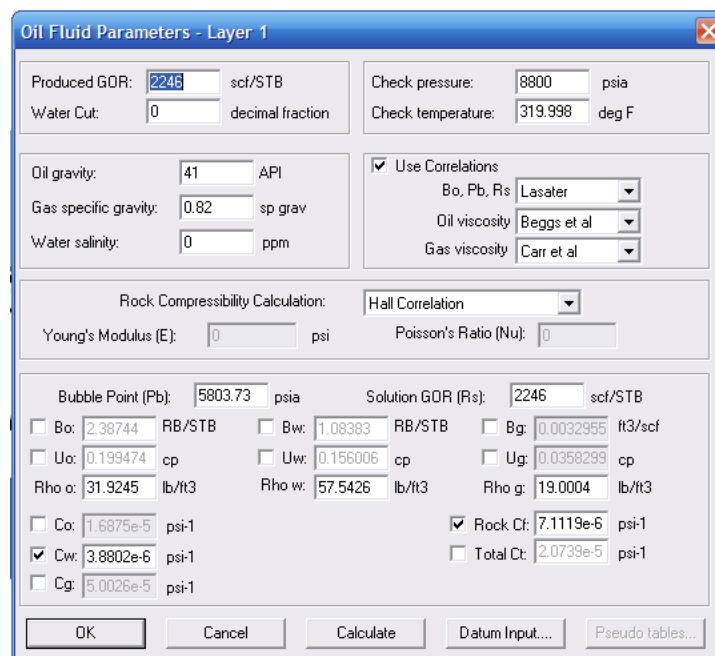 Oil Fluid Parameters - Layer 1
Produced GOR: 2246 scf/STB
Water Cut: 0 decimal fraction
Check pressure: 8800 psia
Check temperature: 319.998 deg F
Oil gravity: 41 API
Gas specific gravity: 0.82 sp grav
Water salinity: 0 ppm
Use Correlations
Bo, Pb, Rs Lasater
Oil viscosity Beggs et al
Gas viscosity Carr et al
Rock Compressibility Calculation: Hall Correlation
Young's Modulus (E): 0 psi Poisson's Ratio (Nu): 0
Bubble Point (Pb): 5803.73 psia Solution GOR (Rs): 2246 scf/STB
Bo: 2.38744 RB/STB Bw: 1.08383 RB/STB Bg: 0.0032955 ft3/scf
Uo: 0.199474 cp Uw: 0.156006 cp Ug: 0.0358299 cp
Rho o: 31.9245 lb/ft3 Rho w: 57.5426 lb/ft3 Rho g: 19.0004 lb/ft3
Co: 1.6875e-5 psi-1 Rock Cf: 7.1119e-6 psi-1
Cw: 3.8802e-6 psi-1 Total Ct: 2.0739e-5 psi-1
Cg: 5.0026e-5 psi-1
OK Cancel Calculate Datum Input.... Pseudo tables...